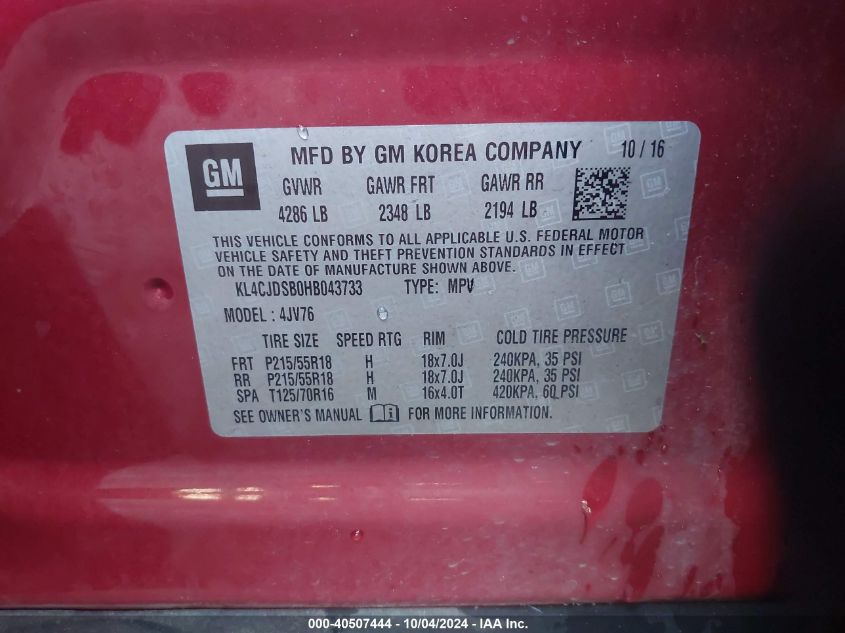 GM MFD BY GM KOREA COMPANY 10 / 16
GVWR GAWR FRT GAWR RR
4286 LB 2348 LB 2194 LB
THIS VEHICLE CONFORMS TO ALL APPLICABLE U.S. FEDERAL MOTOR
VEHICLE SAFETY AND THEFT PREVENTION STANDARDS IN EFFECT
ON THE DATE OF MANUFACTURE SHOWN ABOVE.
KL4CJDSB0HB043733 TYPE: MPV
MODEL : 4JV76
TIRE SIZE SPEED RTG RIM COLD TIRE PRESSURE
FRT P215/55R18 H 18x7.0J 240KPA, 35 PSI
RR P215/55R18 H 18x7.0J 240KPA, 35 PSI
SPA T125/70R16 M 16x4.0T 420KPA, 60 PSI
SEE OWNER'S MANUAL FOR MORE INFORMATION.
000-40507444 - 10/04/2024 - IAA Inc.